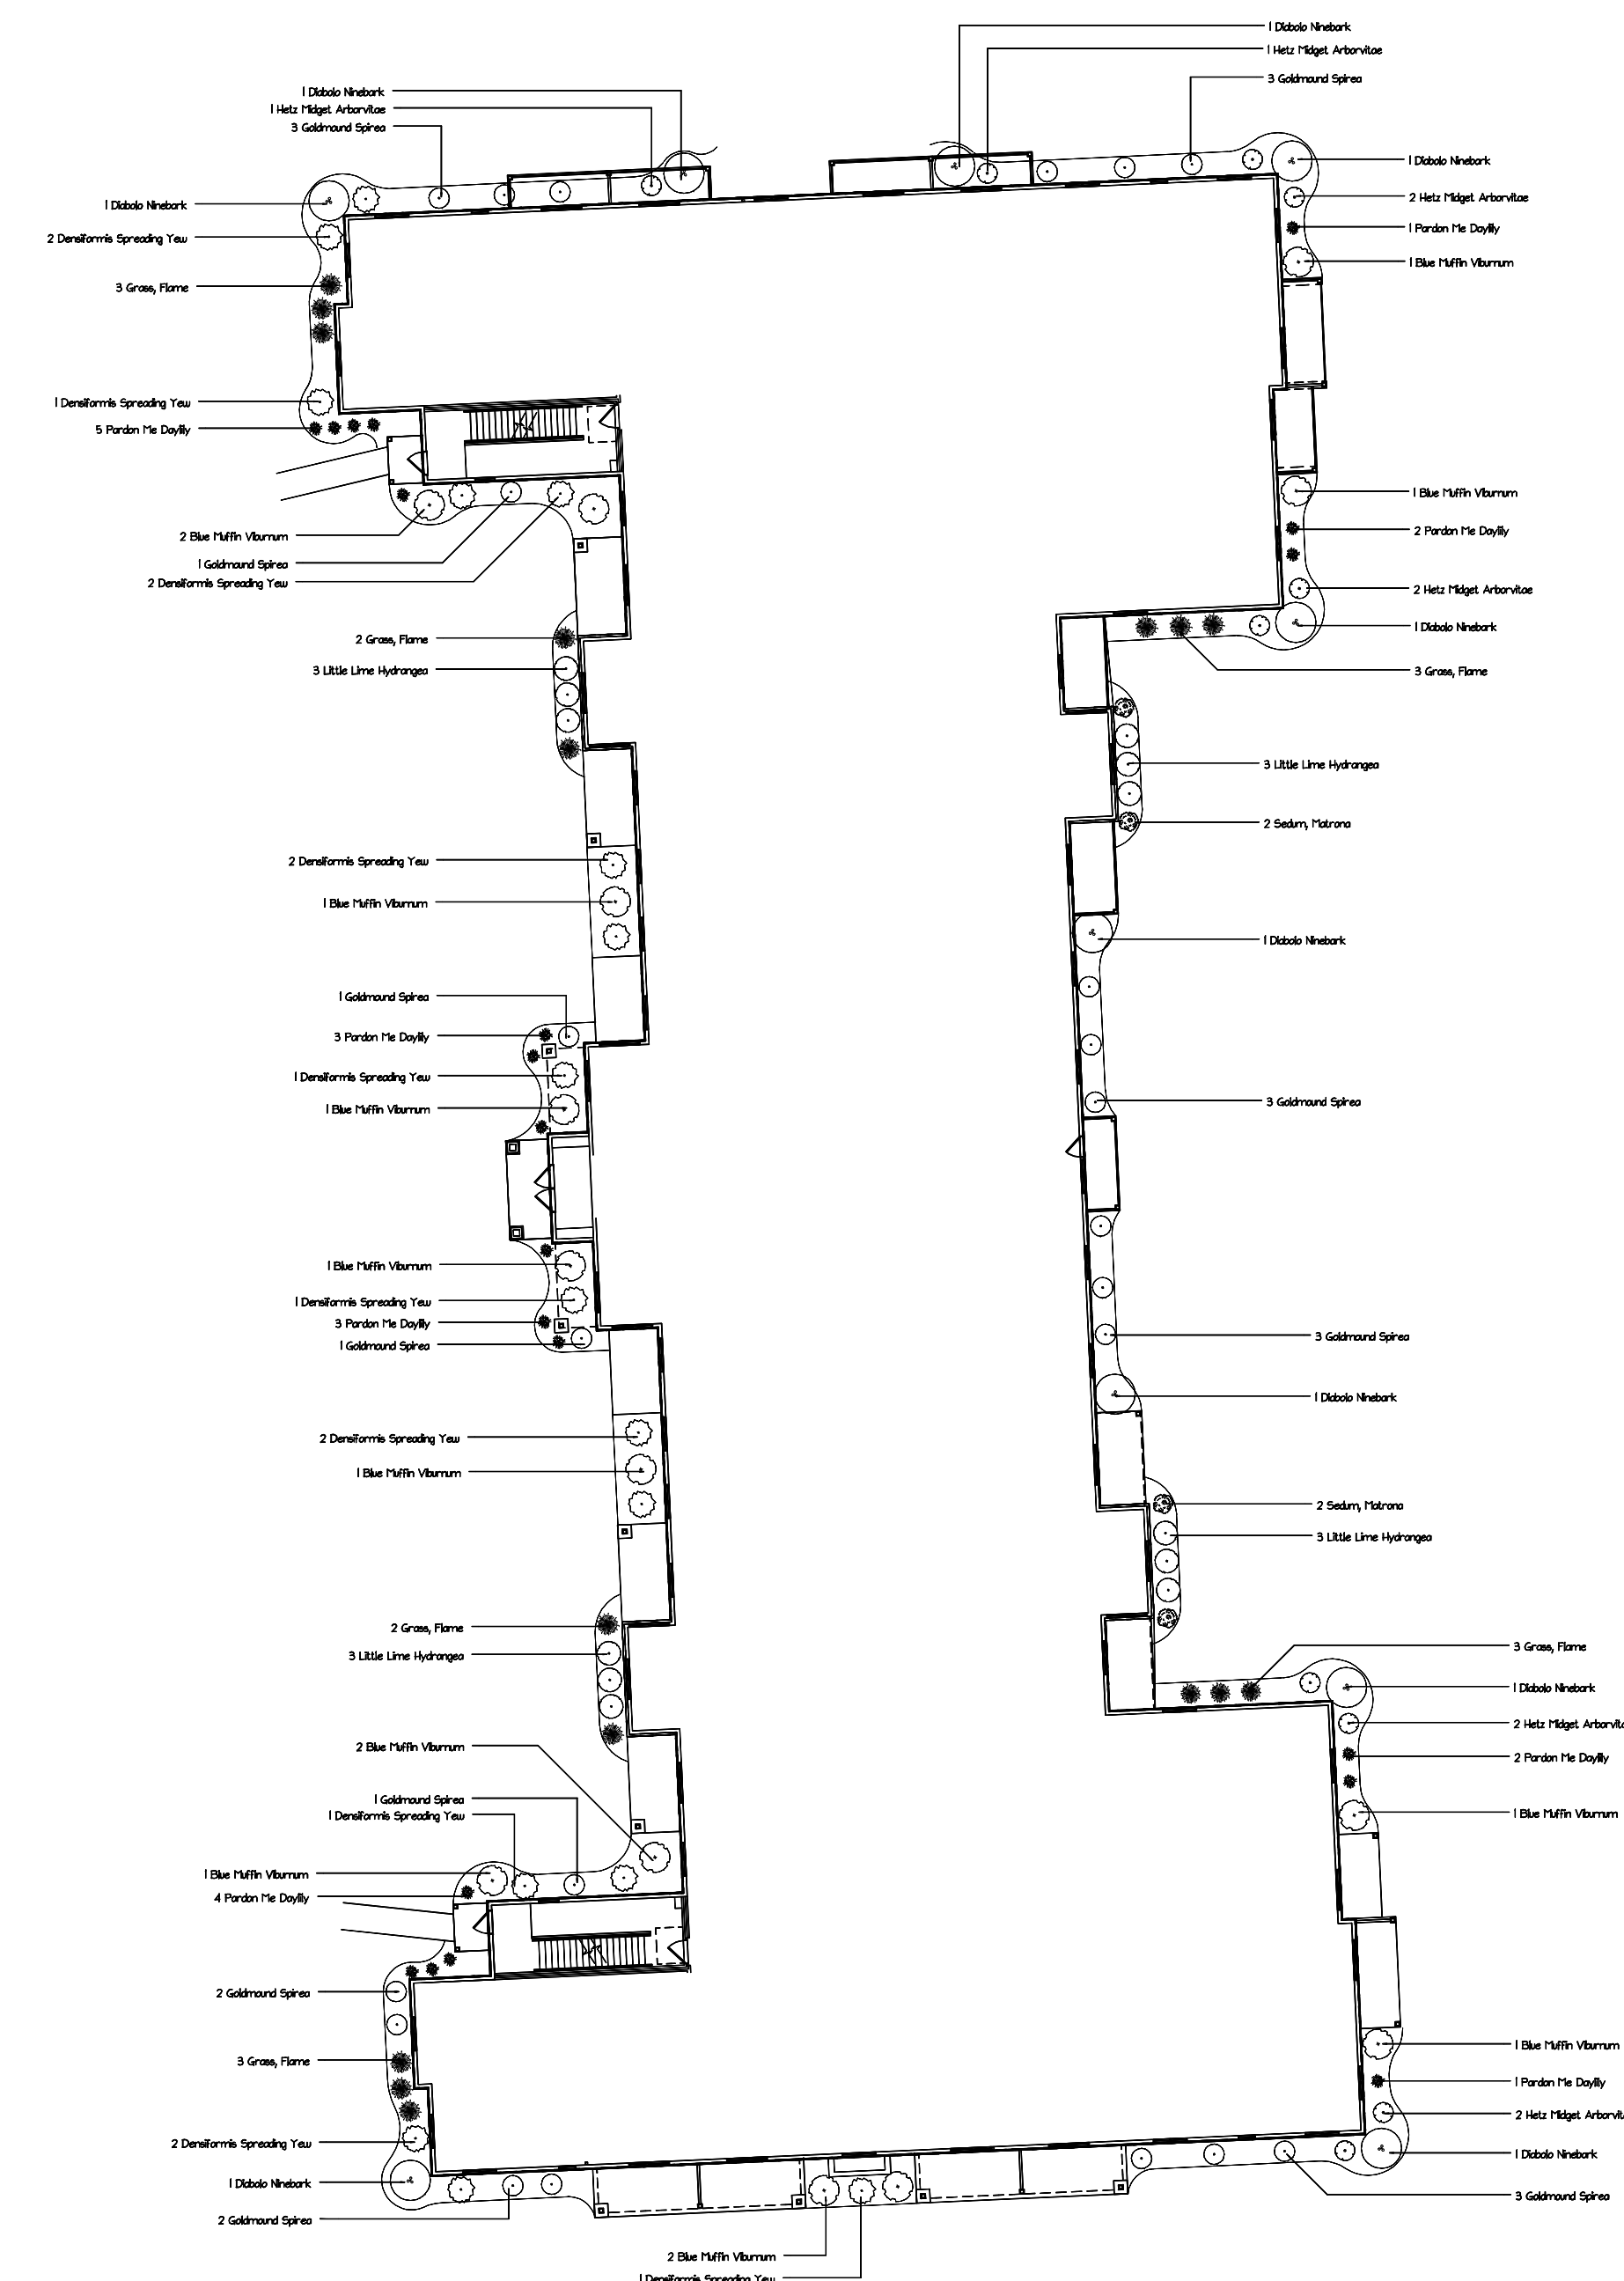 1 Diabolo Ninebark
1 Hetz Midget Arborvitae
3 Goldmound Spirea
1 Diabolo Ninebark
1 Hetz Midget Arborvitae
3 Goldmound Spirea
1 Diabolo Ninebark
2 Densiformis Spreading Yew
3 Grass, Flame
1 Densiformis Spreading Yew
5 Pardon Me Daylily
2 Blue Muffin Viburnum
1 Goldmound Spirea
2 Densiformis Spreading Yew
2 Grass, Flame
3 Little Lime Hydrangea
2 Densiformis Spreading Yew
1 Blue Muffin Viburnum
1 Goldmound Spirea
3 Pardon Me Daylily
1 Densiformis Spreading Yew
1 Blue Muffin Viburnum
1 Blue Muffin Viburnum
1 Densiformis Spreading Yew
3 Pardon Me Daylily
1 Goldmound Spirea
2 Densiformis Spreading Yew
1 Blue Muffin Viburnum
2 Grass, Flame
3 Little Lime Hydrangea
2 Blue Muffin Viburnum
1 Goldmound Spirea
1 Densiformis Spreading Yew
1 Blue Muffin Viburnum
4 Pardon Me Daylily
2 Goldmound Spirea
3 Grass, Flame
2 Densiformis Spreading Yew
1 Diabolo Ninebark
2 Goldmound Spirea
2 Blue Muffin Viburnum
1 Densiformis Spreading Yew
1 Diabolo Ninebark
2 Hetz Midget Arborvitae
1 Pardon Me Daylily
1 Blue Muffin Viburnum
1 Blue Muffin Viburnum
2 Pardon Me Daylily
2 Hetz Midget Arborvitae
1 Diabolo Ninebark
3 Grass, Flame
3 Little Lime Hydrangea
2 Sedum, Matrona
1 Diabolo Ninebark
3 Goldmound Spirea
3 Goldmound Spirea
1 Diabolo Ninebark
2 Sedum, Matrona
3 Little Lime Hydrangea
3 Grass, Flame
1 Diabolo Ninebark
2 Hetz Midget Arborvita
2 Pardon Me Daylily
1 Blue Muffin Viburnum
1 Blue Muffin Viburnum
1 Pardon Me Daylily
2 Hetz Midget Arborvit
1 Diabolo Ninebark
3 Goldmound Spirea